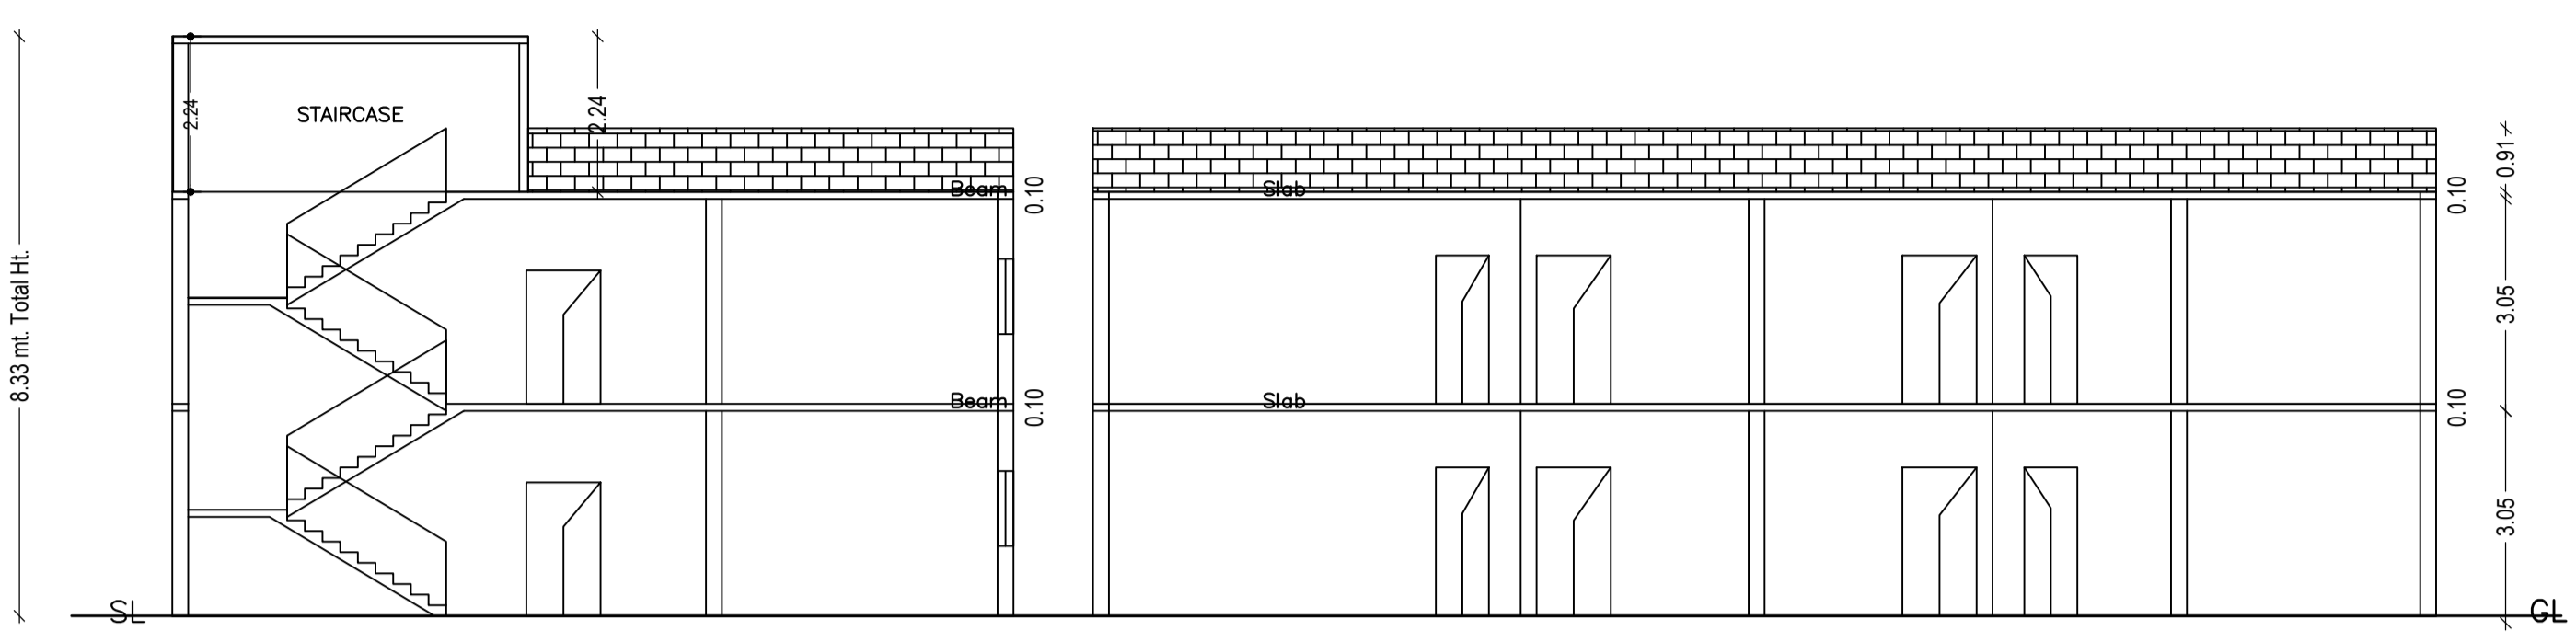 8.33 mt. Total Ht.
2.24
STAIRCASE
2.24
Beam
0.10
Slab
0.10
0.91
3.05
Beam
0.10
Slab
0.10
3.05
SL
GL